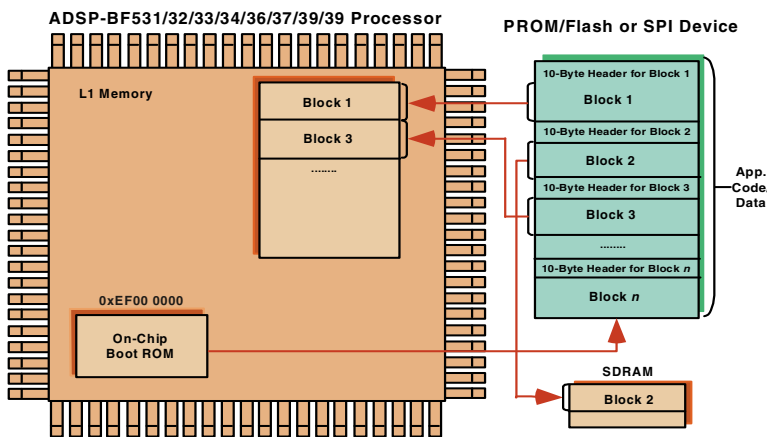 ADSP-BF531/32/33/34/36/37/39/39 Processor
PROM/Flash or SPI Device
L1 Memory
Block 1
Block 3
........
0xEF00 0000
On-Chip
Boot ROM
10-Byte Header for Block 1
Block 1
10-Byte Header for Block 2
Block 2
10-Byte Header for Block 3
Block 3
........
10-Byte Header for Block n
Block n
App.
Code/
Data
SDRAM
Block 2